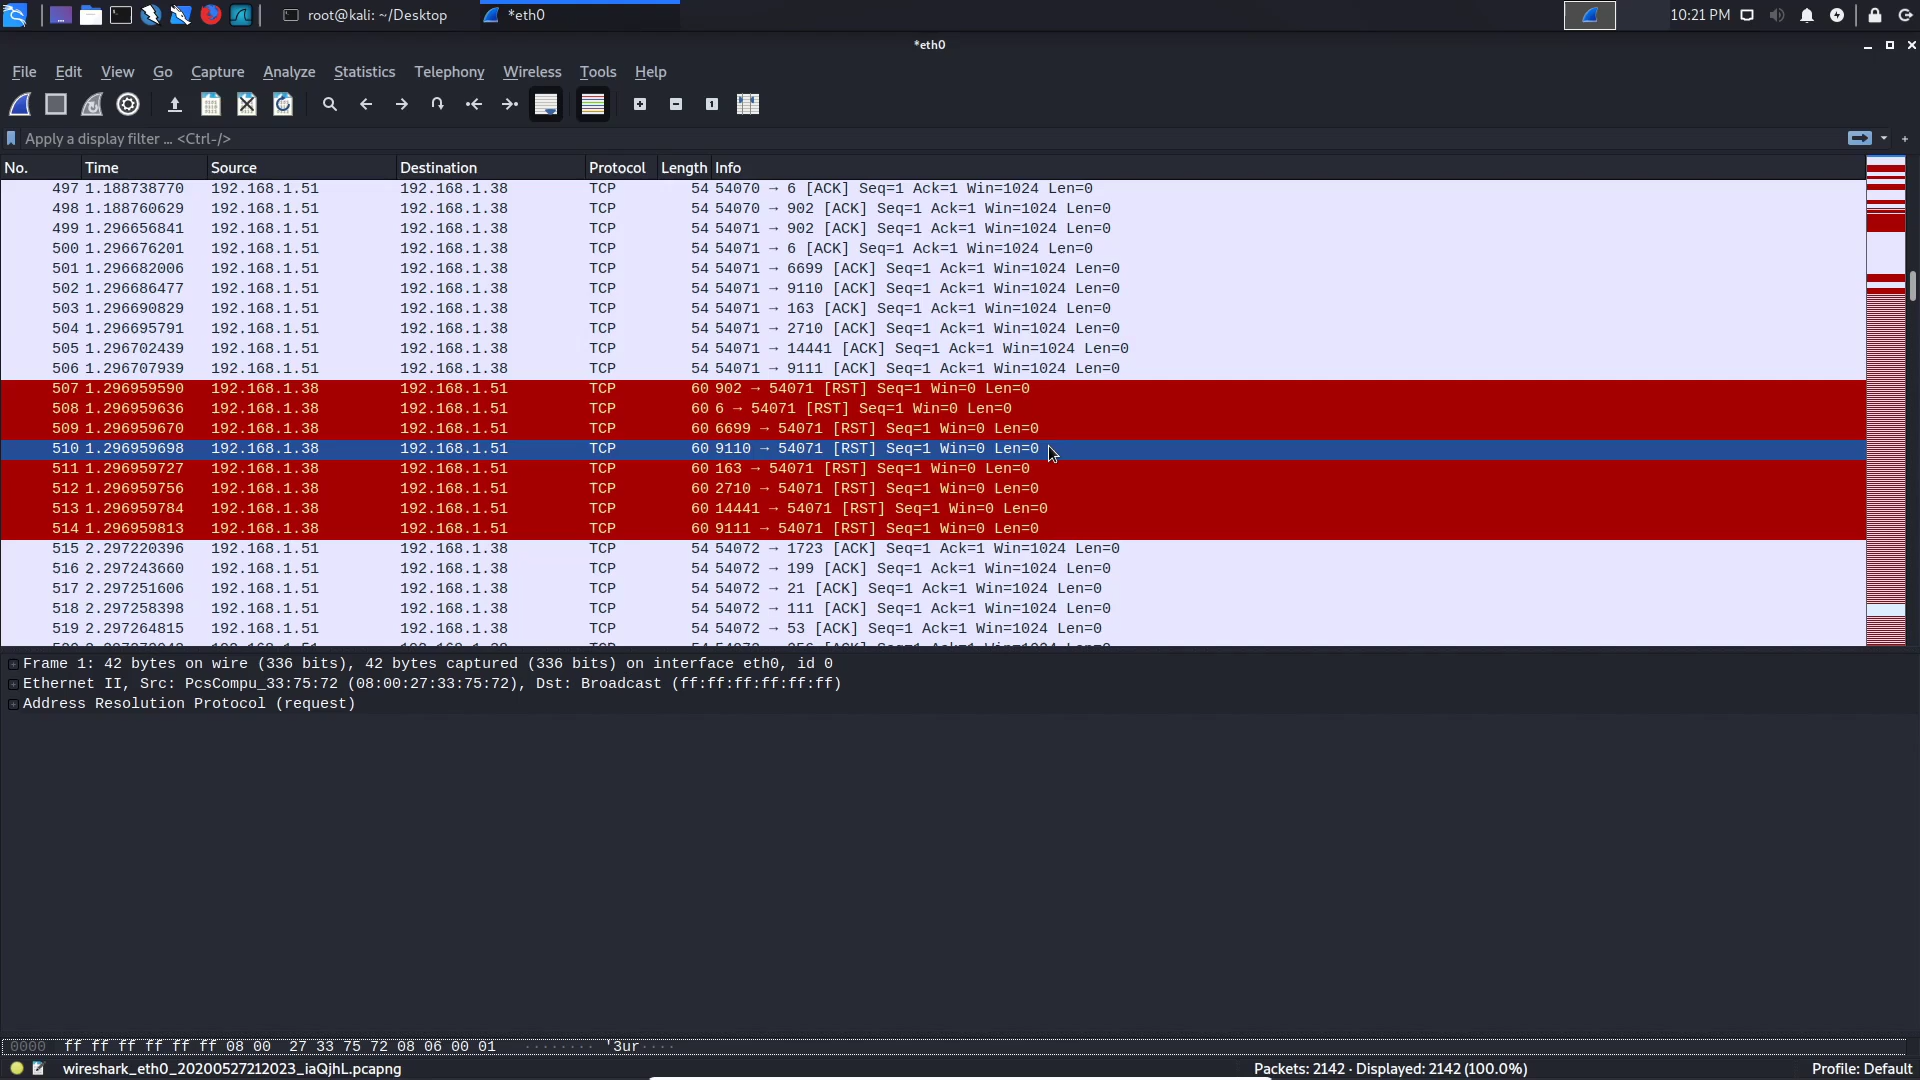 root@kali: ~/Desktop
*eth0
10:21 PM
*eth0
File Edit View Go Capture Analyze Statistics Telephony Wireless Tools Help
Apply a display filter ... <Ctrl-/>
No. Time Source Destination Protocol Length Info
497 1.188738770 192.168.1.51 192.168.1.38 TCP 54 54070 → 6 [ACK] Seq=1 Ack=1 Win=1024 Len=0
498 1.188760629 192.168.1.51 192.168.1.38 TCP 54 54070 → 902 [ACK] Seq=1 Ack=1 Win=1024 Len=0
499 1.296656841 192.168.1.51 192.168.1.38 TCP 54 54071 → 902 [ACK] Seq=1 Ack=1 Win=1024 Len=0
500 1.296676201 192.168.1.51 192.168.1.38 TCP 54 54071 → 6 [ACK] Seq=1 Ack=1 Win=1024 Len=0
501 1.296682006 192.168.1.51 192.168.1.38 TCP 54 54071 → 6699 [ACK] Seq=1 Ack=1 Win=1024 Len=0
502 1.296686477 192.168.1.51 192.168.1.38 TCP 54 54071 → 9110 [ACK] Seq=1 Ack=1 Win=1024 Len=0
503 1.296690829 192.168.1.51 192.168.1.38 TCP 54 54071 → 163 [ACK] Seq=1 Ack=1 Win=1024 Len=0
504 1.296695791 192.168.1.51 192.168.1.38 TCP 54 54071 → 2710 [ACK] Seq=1 Ack=1 Win=1024 Len=0
505 1.296702439 192.168.1.51 192.168.1.38 TCP 54 54071 → 14441 [ACK] Seq=1 Ack=1 Win=1024 Len=0
506 1.296707939 192.168.1.51 192.168.1.38 TCP 54 54071 → 9111 [ACK] Seq=1 Ack=1 Win=1024 Len=0
507 1.296959590 192.168.1.38 192.168.1.51 TCP 60 902 → 54071 [RST] Seq=1 Win=0 Len=0
508 1.296959636 192.168.1.38 192.168.1.51 TCP 60 6 → 54071 [RST] Seq=1 Win=0 Len=0
509 1.296959670 192.168.1.38 192.168.1.51 TCP 60 6699 → 54071 [RST] Seq=1 Win=0 Len=0
510 1.296959698 192.168.1.38 192.168.1.51 TCP 60 9110 → 54071 [RST] Seq=1 Win=0 Len=0
511 1.296959727 192.168.1.38 192.168.1.51 TCP 60 163 → 54071 [RST] Seq=1 Win=0 Len=0
512 1.296959756 192.168.1.38 192.168.1.51 TCP 60 2710 → 54071 [RST] Seq=1 Win=0 Len=0
513 1.296959784 192.168.1.38 192.168.1.51 TCP 60 14441 → 54071 [RST] Seq=1 Win=0 Len=0
514 1.296959813 192.168.1.38 192.168.1.51 TCP 60 9111 → 54071 [RST] Seq=1 Win=0 Len=0
515 2.297220396 192.168.1.51 192.168.1.38 TCP 54 54072 → 1723 [ACK] Seq=1 Ack=1 Win=1024 Len=0
516 2.297243660 192.168.1.51 192.168.1.38 TCP 54 54072 → 199 [ACK] Seq=1 Ack=1 Win=1024 Len=0
517 2.297251606 192.168.1.51 192.168.1.38 TCP 54 54072 → 21 [ACK] Seq=1 Ack=1 Win=1024 Len=0
518 2.297258398 192.168.1.51 192.168.1.38 TCP 54 54072 → 111 [ACK] Seq=1 Ack=1 Win=1024 Len=0
519 2.297264815 192.168.1.51 192.168.1.38 TCP 54 54072 → 53 [ACK] Seq=1 Ack=1 Win=1024 Len=0
Frame 1: 42 bytes on wire (336 bits), 42 bytes captured (336 bits) on interface eth0, id 0
Ethernet II, Src: PcsCompu_33:75:72 (08:00:27:33:75:72), Dst: Broadcast (ff:ff:ff:ff:ff:ff)
Address Resolution Protocol (request)
0000 ff ff ff ff ff ff 08 00 27 33 75 72 08 06 00 01 ········ '3ur····
wireshark_eth0_20200527212023_iaQjhL.pcapng
Packets: 2142 · Displayed: 2142 (100.0%)
Profile: Default